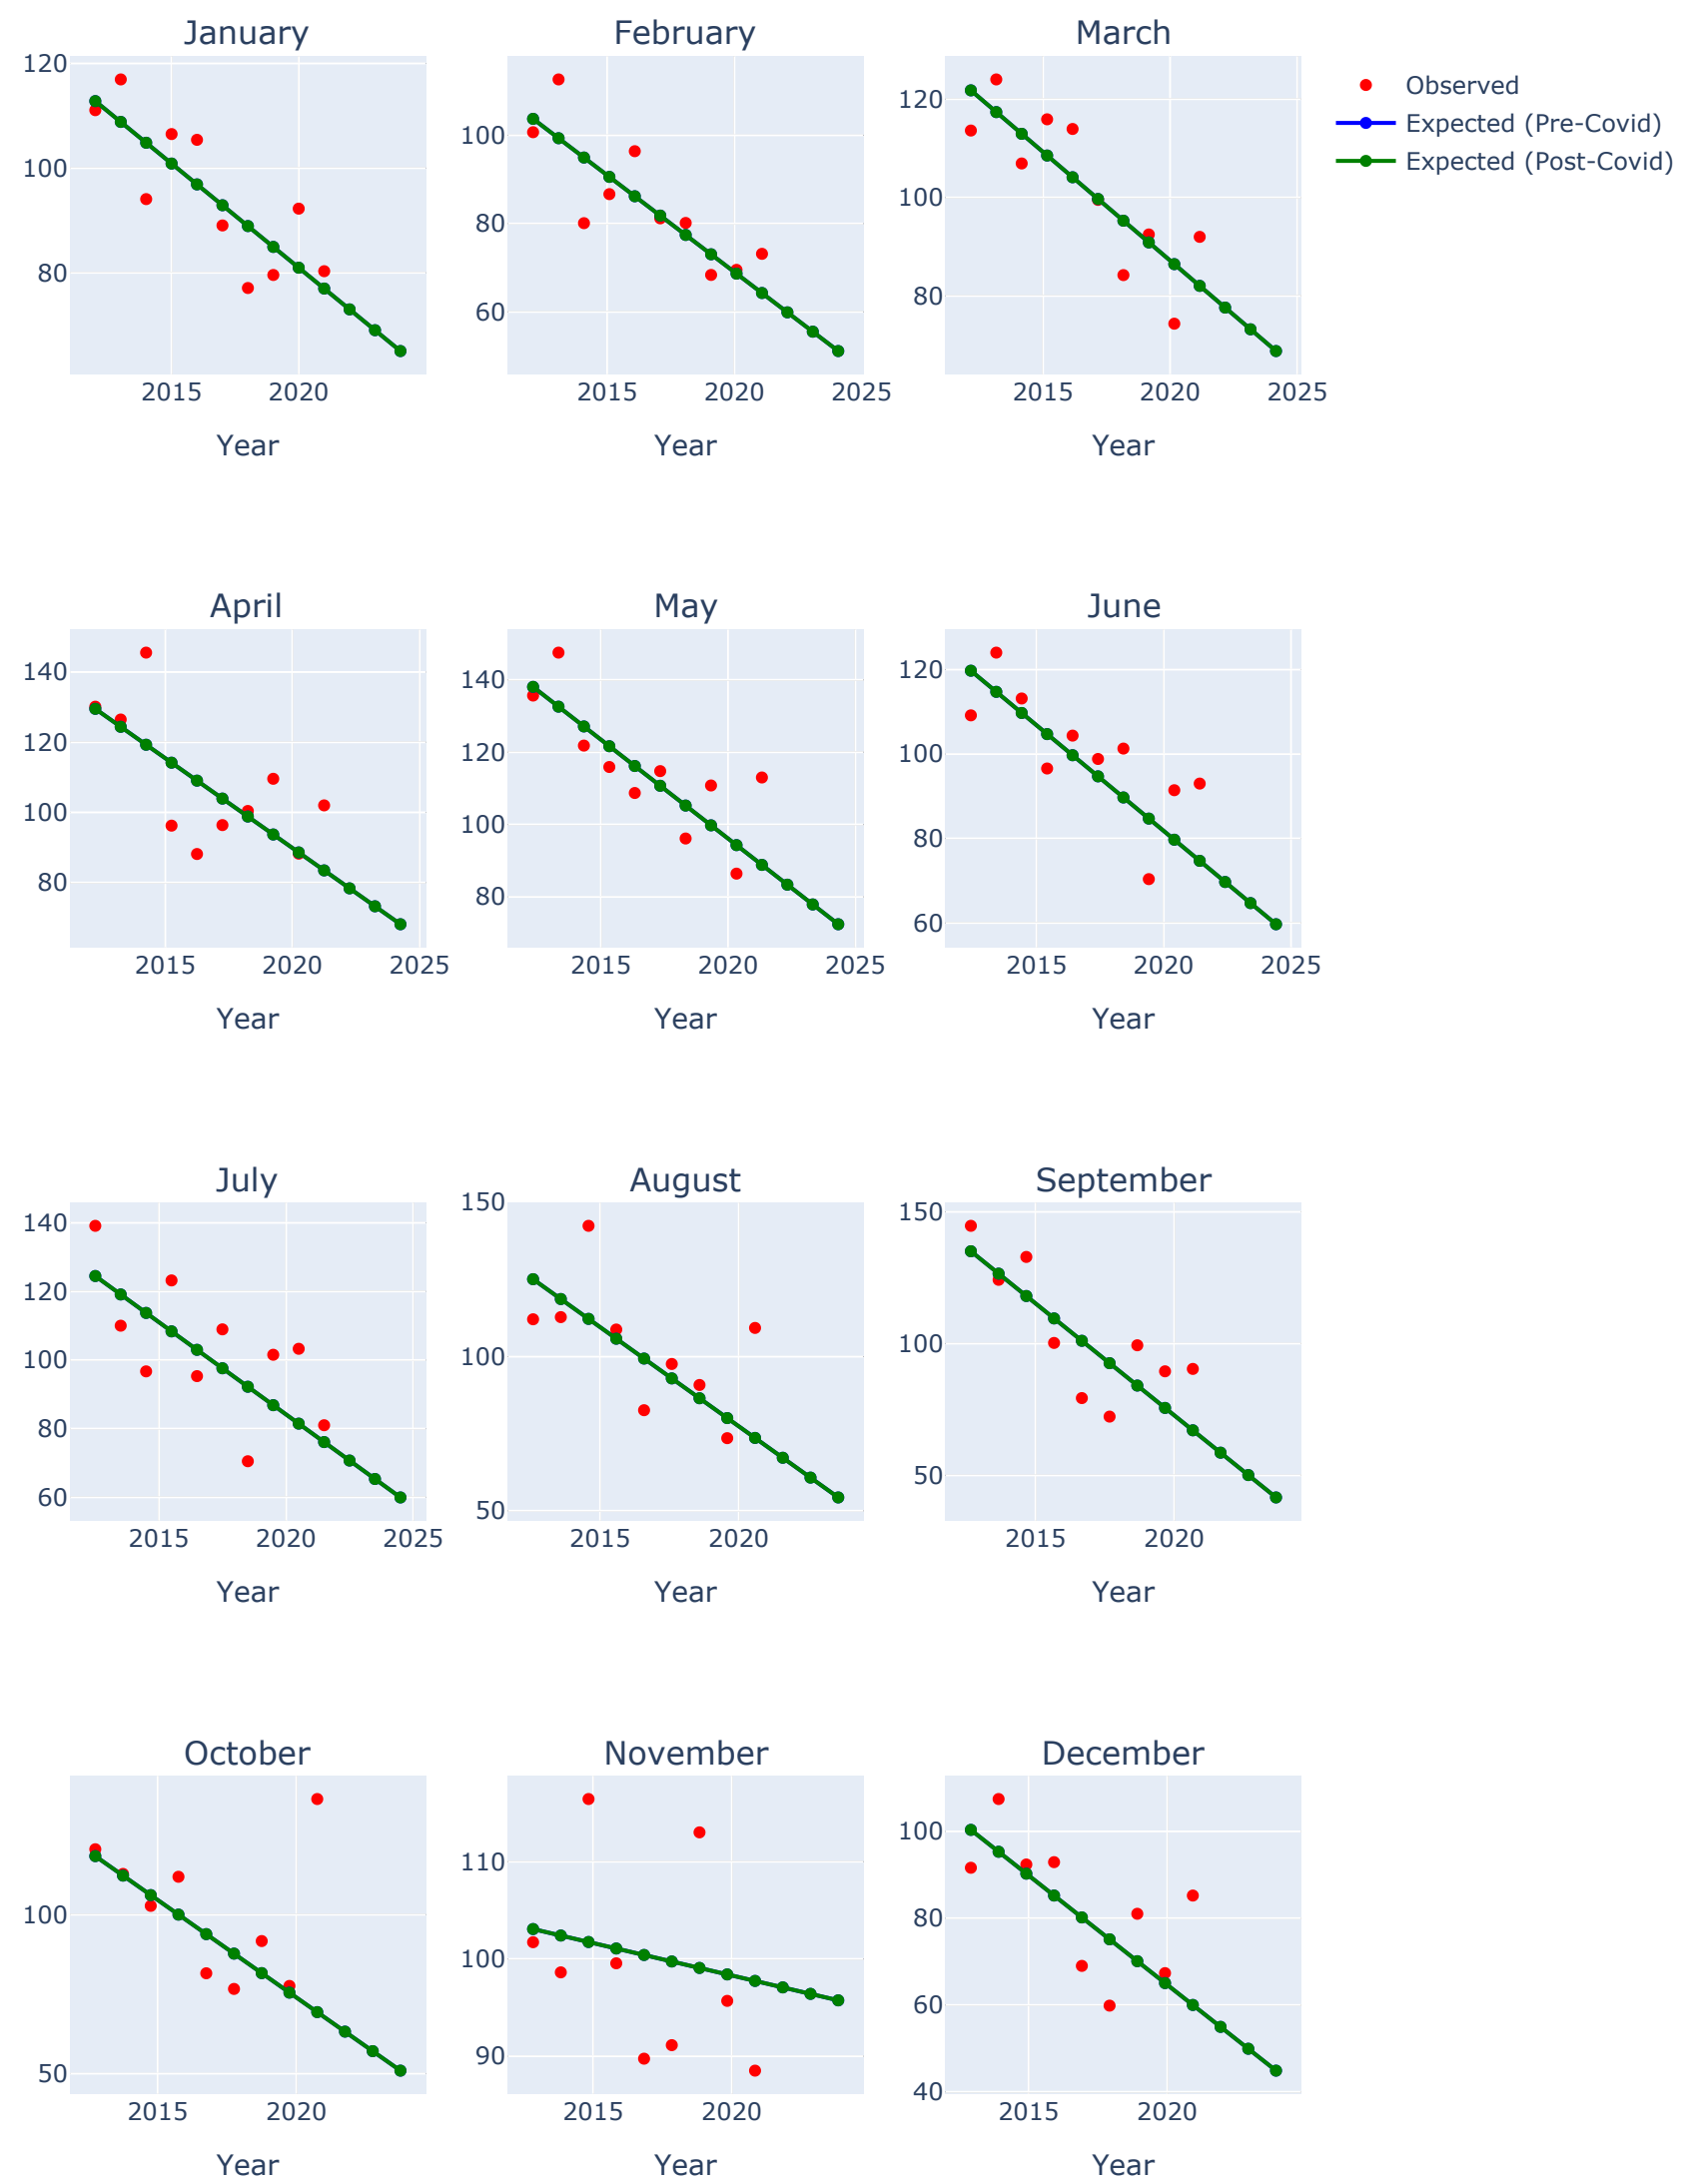 January February March
120
100
80
2015 2020
Year
100
80
60
2015 2020 2025
Year
120
100
80
2015 2020 2025
Year
Observed
Expected (Pre-Covid)
Expected (Post-Covid)
April May June
140
120
100
80
2015 2020 2025
Year
140
120
100
80
2015 2020 2025
Year
120
100
80
60
2015 2020 2025
Year
July August September
140
120
100
80
60
2015 2020 2025
Year
150
100
50
2015 2020
Year
150
100
50
2015 2020
Year
October November December
100
50
2015 2020
Year
110
100
90
2015 2020
Year
100
80
60
40
2015 2020
Year